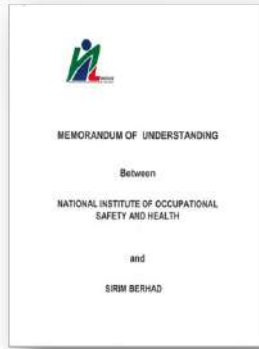 MEMORANDUM OF UNDERSTANDING
Between
NATIONAL INSTITUTE OF OCCUPATIONAL
SAFETY AND HEALTH
and
SIRIM BERHAD